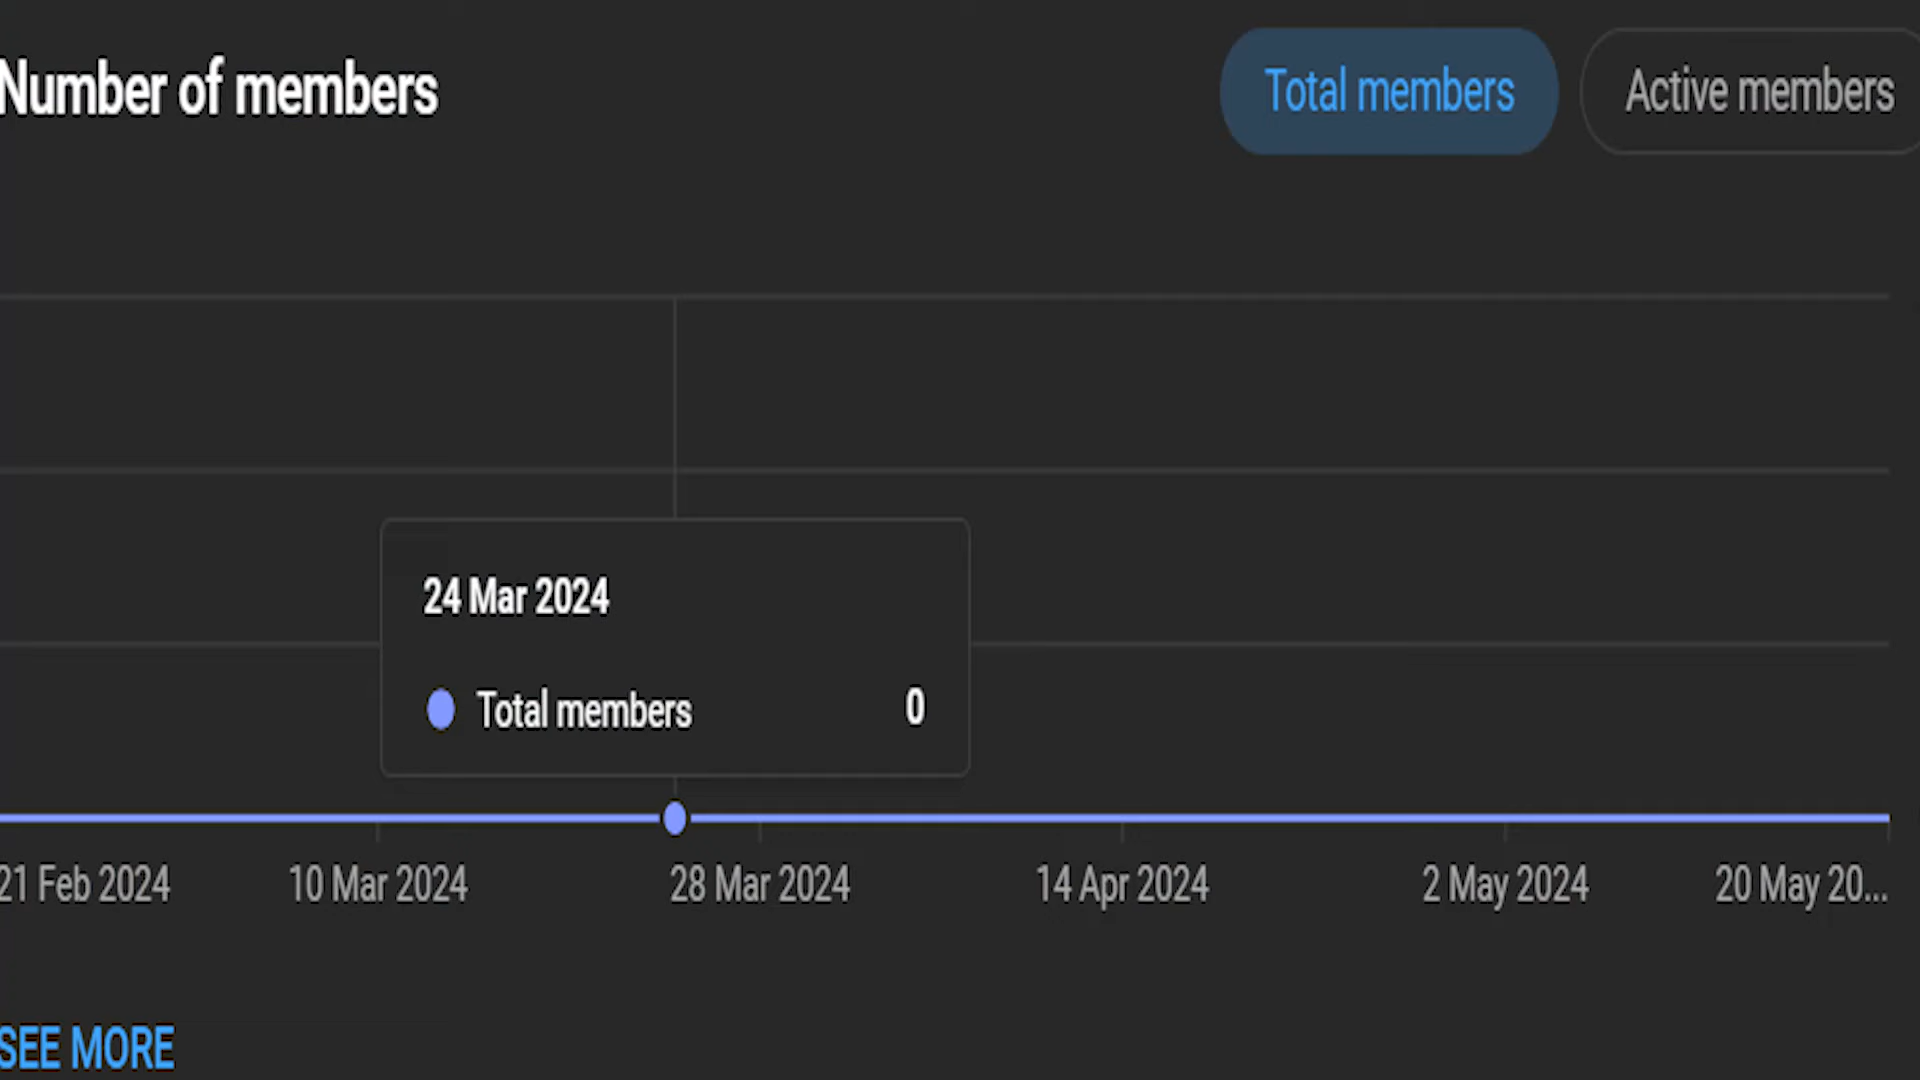 Number of members
Total members
Active members
24 Mar 2024
Total members 0
21 Feb 2024
10 Mar 2024
28 Mar 2024
14 Apr 2024
2 May 2024
20 May 20...
SEE MORE